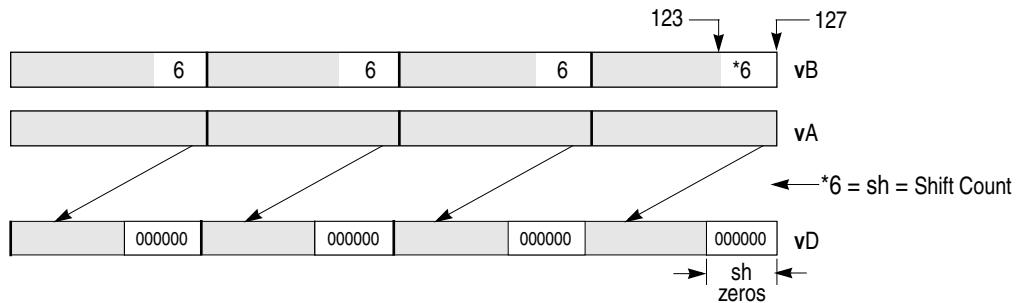 123 127
6 6 6 *6 vB
vA
*6 = sh = Shift Count
000000 000000 000000 000000 vD
sh
zeros